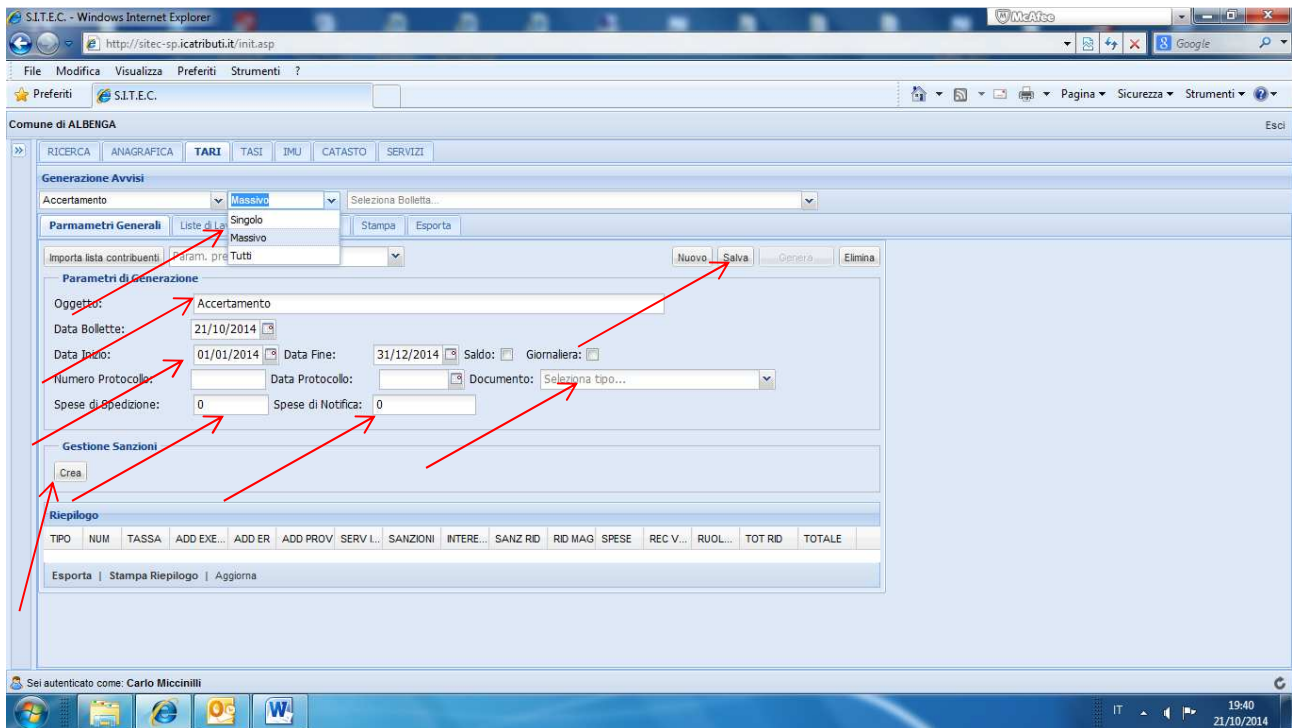 S.I.T.E.C. - Windows Internet Explorer
McAfee
http://sitec-sp.icatributi.it/init.asp
Google
File Modifica Visualizza Preferiti Strumenti ?
Preferiti S.I.T.E.C. Pagina Sicurezza Strumenti
Comune di ALBENGA Esci
RICERCA ANAGRAFICA TARI TASI IMU CATASTO SERVIZI
Generazione Avvisi
Accertamento Massivo Seleziona Bolletta...
Parmametri Generali Liste di La Stampa Esporta
Singolo
Massivo
Tutti
Importa lista contribuenti Param. pre Nuovo Salva Genera Elimina
Parametri di Generazione
Oggetto: Accertamento
Data Bollette: 21/10/2014
Data Inizio: 01/01/2014 Data Fine: 31/12/2014 Saldo: Giornaliera:
Numero Protocollo: Data Protocollo: Documento: Seleziona tipo...
Spese di Spedizione: 0 Spese di Notifica: 0
Gestione Sanzioni
Crea
Riepilogo
TIPO NUM TASSA ADD EXE... ADD ER ADD PROV SERV I... SANZIONI INTERE... SANZ RID RID MAG SPESE REC V... RUOL... TOT RID TOTALE
Esporta | Stampa Riepilogo | Aggiorna
Sei autenticato come: Carlo Miccinilli
IT 19:40
21/10/2014